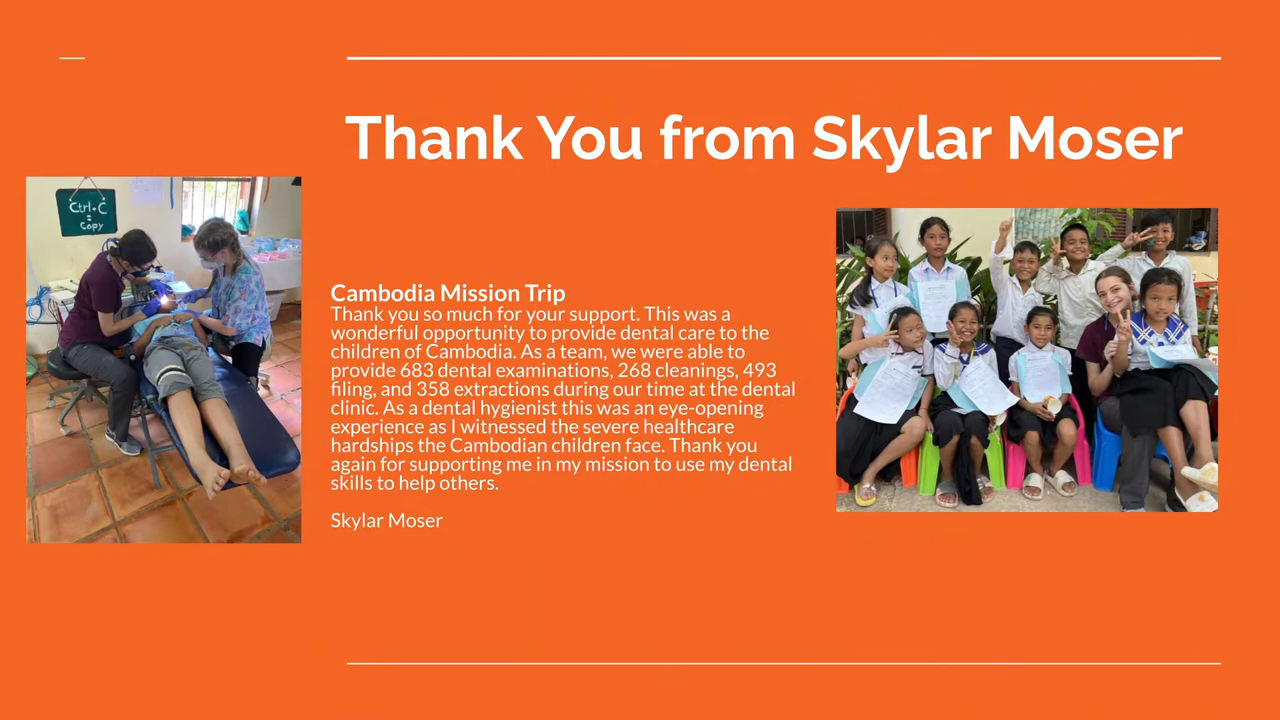 Thank You from Skylar Moser
Ctrl+C
=
Copy
Cambodia Mission Trip
Thank you so much for your support. This was a
wonderful opportunity to provide dental care to the
children of Cambodia. As a team, we were able to
provide 683 dental examinations, 268 cleanings, 493
filing, and 358 extractions during our time at the dental
clinic. As a dental hygienist this was an eye-opening
experience as I witnessed the severe healthcare
hardships the Cambodian children face. Thank you
again for supporting me in my mission to use my dental
skills to help others.
Skylar Moser